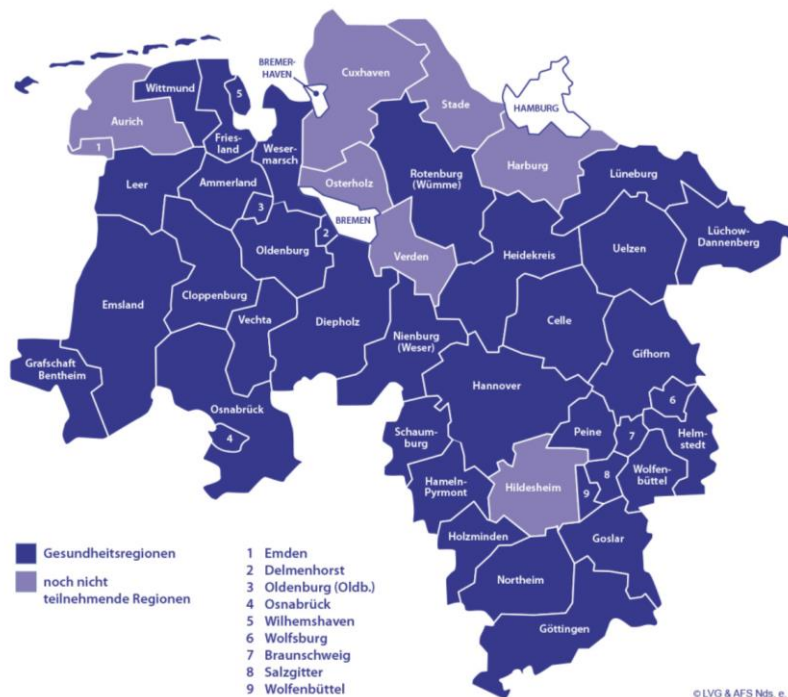 BREMER-
HAVEN
Cuxhaven
Wittmund
5
Stade
HAMBURG
Aurich
1
Fries-
land
Weser-
marsch
Harburg
Osterholz
Rotenburg
(Wümme)
Lüneburg
Leer
Ammerland
3
BREMEN
2
Lüchow-
Dannenberg
Oldenburg
Verden
Heidekreis
Uelzen
Emsland
Cloppenburg
Vechta
Diepholz
Nienburg
(Weser)
Celle
Gifhorn
Grafschaft
Bentheim
Hannover
Osnabrück
6
4
Schaum-
burg
Peine
7
Helm-
stedt
Hameln-
Pyrmont
Hildesheim
9
8
Wolfen-
büttel
Holzminden
Goslar
Northeim
Göttingen
Gesundheitsregionen
noch nicht
teilnehmende Regionen
1 Emden
2 Delmenhorst
3 Oldenburg (Oldb.)
4 Osnabrück
5 Wilhemshaven
6 Wolfsburg
7 Braunschweig
8 Salzgitter
9 Wolfenbüttel
© LVG & AFS Nds. e.